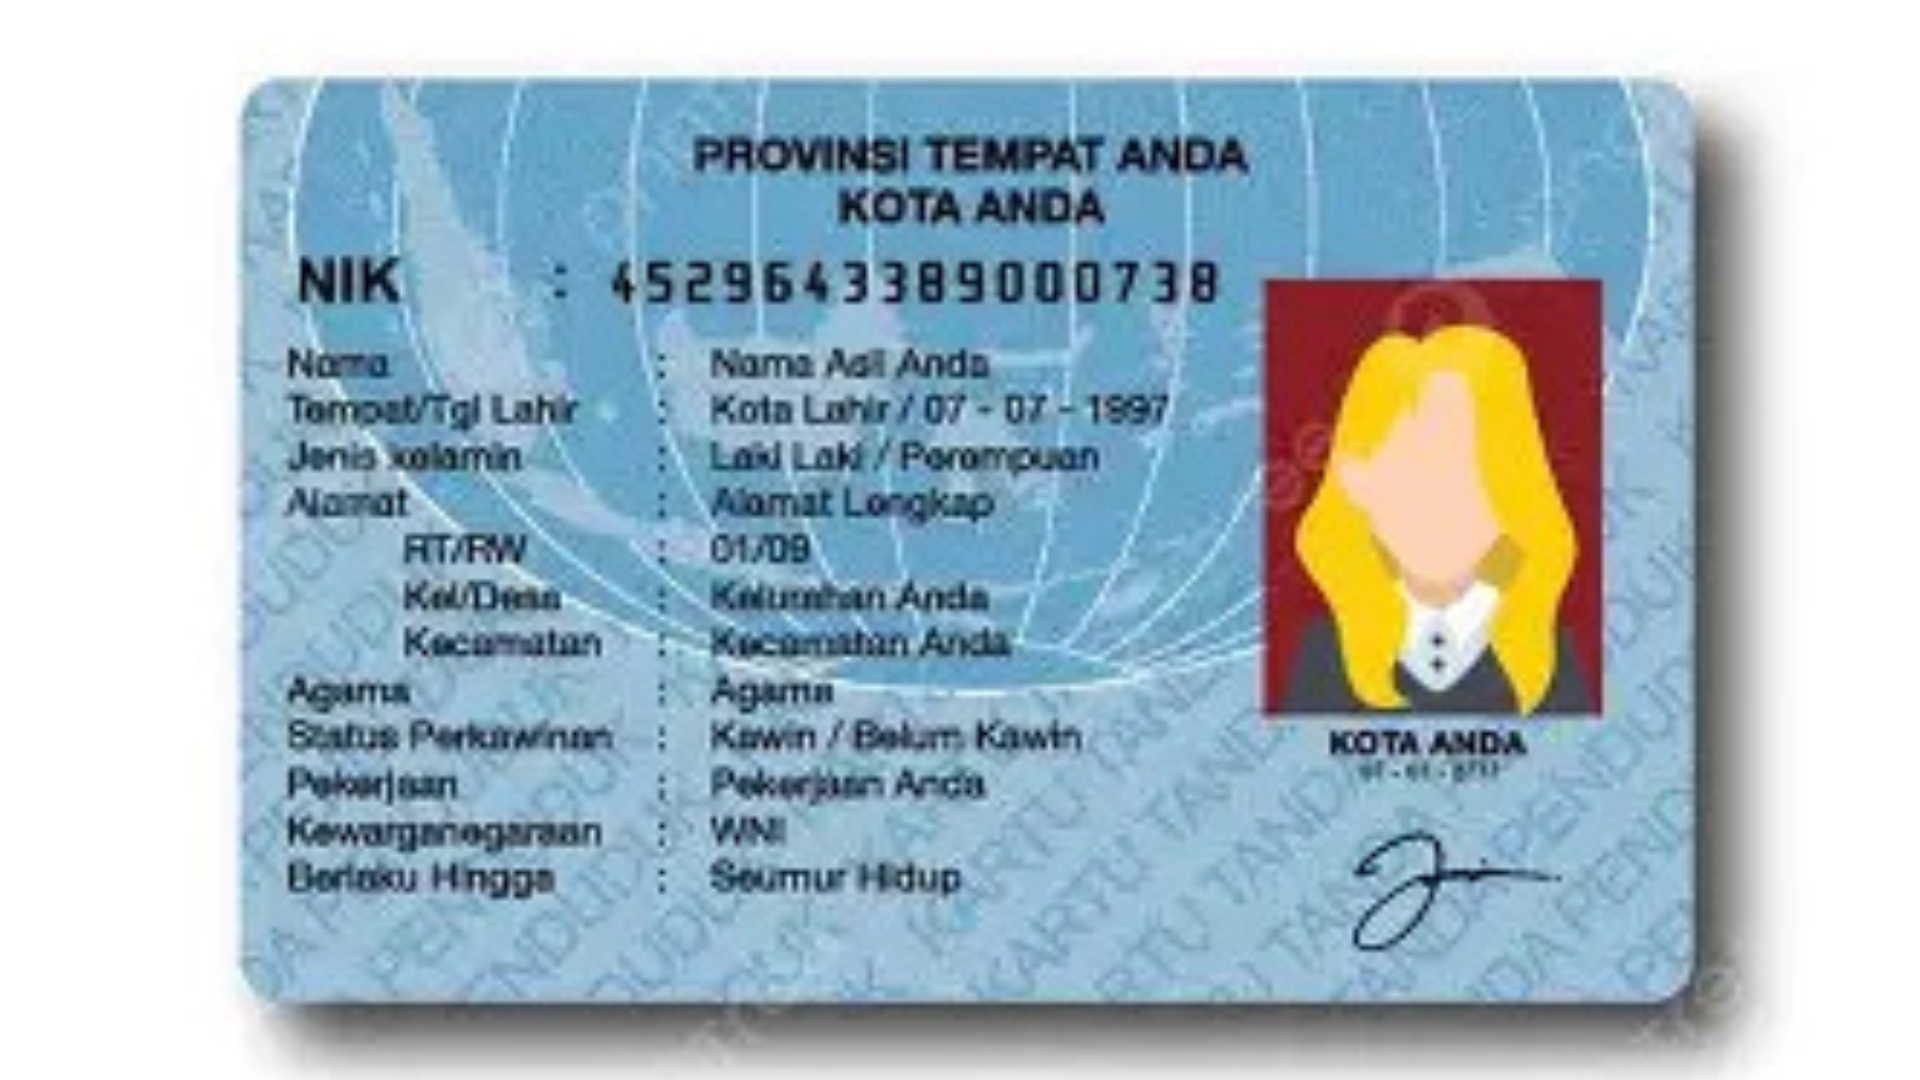 PROVINSI TEMPAT ANDA
KOTA ANDA
NIK : 4529643389000738
Nama : Nama Asli Anda
Tempat/Tgl Lahir : Kota Lahir / 07 - 07 - 1997
Jenis kelamin : Laki Laki / Perempuan
Alamat : Alamat Lengkap
RT/RW : 01/09
Kel/Desa : Kelurahan Anda
Kecamatan : Kecamatan Anda
Agama : Agama
Status Perkawinan : Kawin / Belum Kawin
Pekerjaan : Pekerjaan Anda
Kewarganegaraan : WNI
Berlaku Hingga : Seumur Hidup
KOTA ANDA
KARTU TANDA PENDUDUK